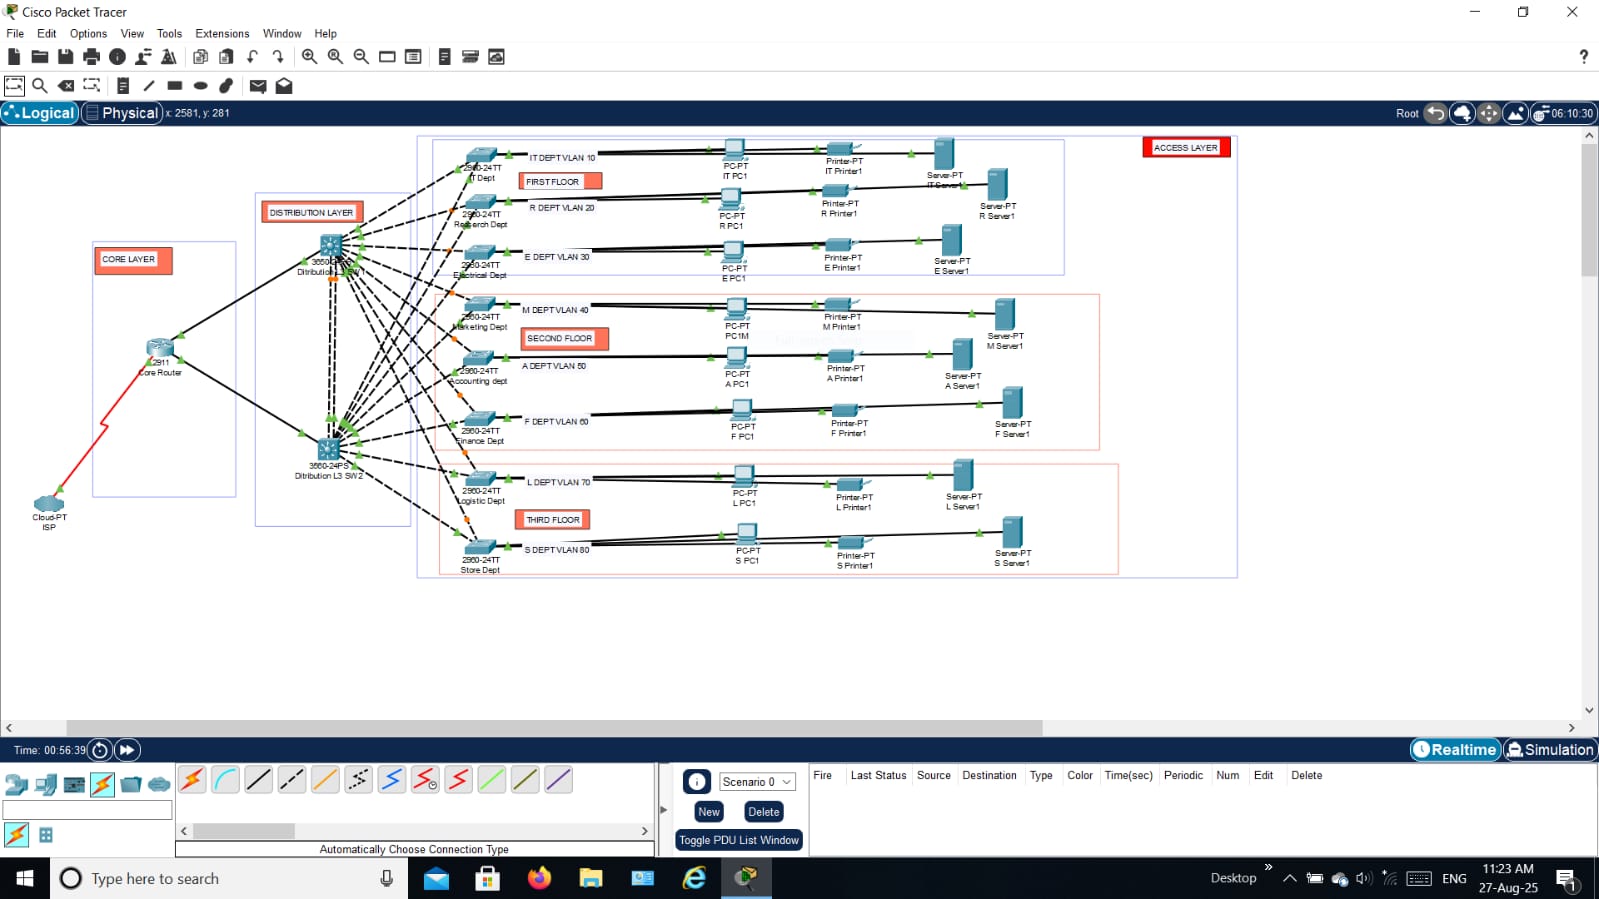 Cisco Packet Tracer
File Edit Options View Tools Extensions Window Help
?
Logical Physical x: 2581, y: 281 Root 06:10:30
ACCESS LAYER
2960-24TT
IT Dept
IT DEPT VLAN 10
PC-PT
IT PC1
Printer-PT
IT Printer1
Server-PT
IT Server1
FIRST FLOOR
Server-PT
R Server1
2960-24TT
Research Dept
R DEPT VLAN 20
PC-PT
R PC1
Printer-PT
R Printer1
DISTRIBUTION LAYER
2960-24TT
Electrical Dept
E DEPT VLAN 30
PC-PT
E PC1
Printer-PT
E Printer1
Server-PT
E Server1
CORE LAYER
Ditribution L3 SW1
2960-24TT
Marketing Dept
M DEPT VLAN 40
PC-PT
PC1M
Printer-PT
M Printer1
Server-PT
M Server1
SECOND FLOOR
2911
Core Router
2960-24TT
Accounting dept
A DEPT VLAN 50
PC-PT
A PC1
Printer-PT
A Printer1
Server-PT
A Server1
2960-24TT
Finance Dept
F DEPT VLAN 60
PC-PT
F PC1
Printer-PT
F Printer1
Server-PT
F Server1
Ditribution L3 SW2
2960-24TT
Logistic Dept
L DEPT VLAN 70
PC-PT
L PC1
Printer-PT
L Printer1
Server-PT
L Server1
Cloud-PT
ISP
THIRD FLOOR
2960-24TT
Store Dept
S DEPT VLAN 80
PC-PT
S PC1
Printer-PT
S Printer1
Server-PT
S Server1
Time: 00:56:39 Realtime Simulation
Scenario 0
New Delete
Toggle PDU List Window
Fire Last Status Source Destination Type Color Time(sec) Periodic Num Edit Delete
Automatically Choose Connection Type
Type here to search
Desktop » ENG
11:23 AM
27-Aug-25
1